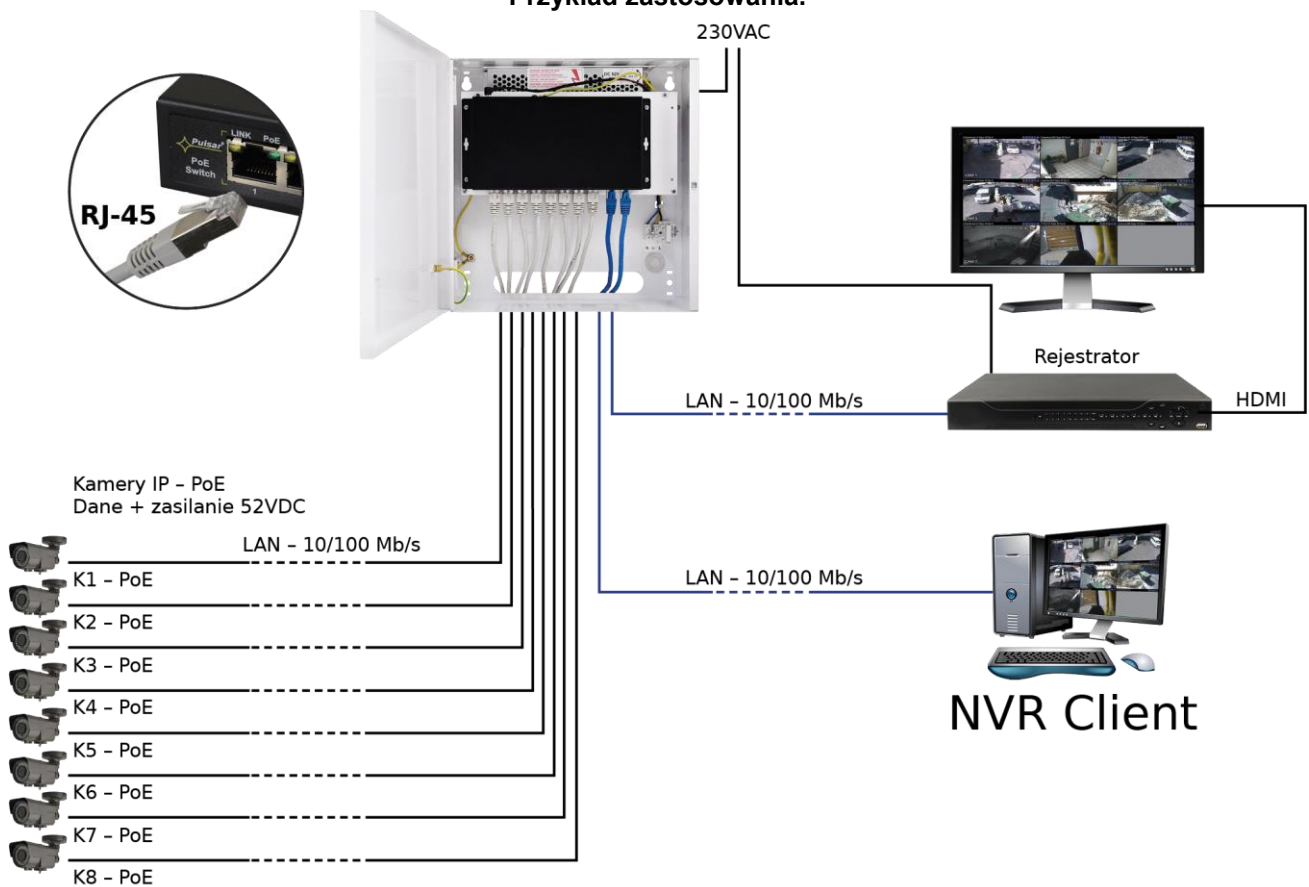 Przykład zastosowania.
230VAC
LINK PoE
Pulsar
PoE
Switch
1
RJ-45
Rejestrator
LAN – 10/100 Mb/s
HDMI
Kamery IP – PoE
Dane + zasilanie 52VDC
LAN – 10/100 Mb/s
LAN – 10/100 Mb/s
K1 – PoE
K2 – PoE
K3 – PoE
K4 – PoE
K5 – PoE
K6 – PoE
K7 – PoE
K8 – PoE
NVR Client